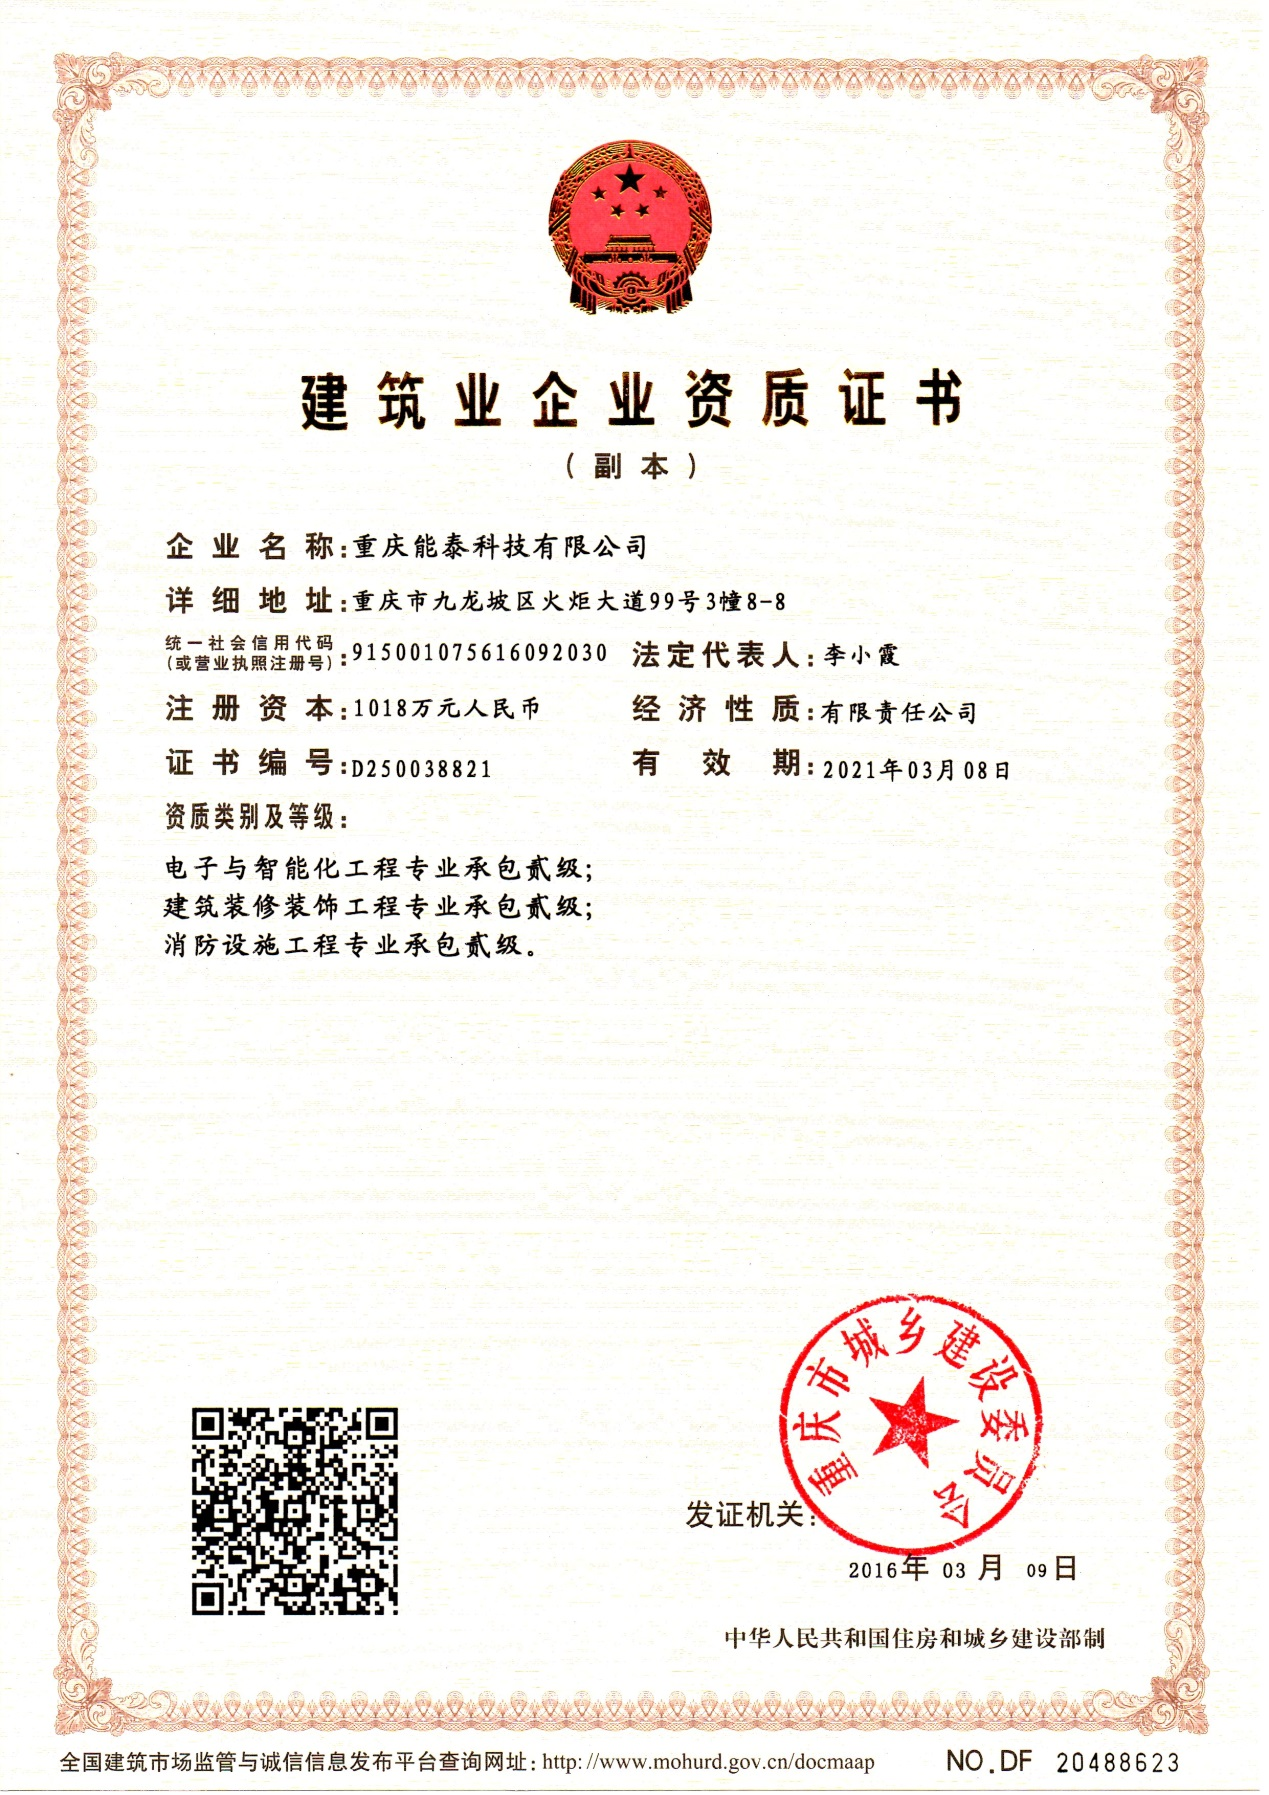 建筑业企业资质证书
（副本）
企业名称：重庆能泰科技有限公司
详细地址：重庆市九龙坡区火炬大道99号3幢8-8
统一社会信用代码
（或营业执照注册号）：915001075616092030 法定代表人：李小霞
注册资本：1018万元人民币 经济性质：有限责任公司
证书编号：D250038821 有效期：2021年03月08日
资质类别及等级：
电子与智能化工程专业承包贰级；
建筑装修装饰工程专业承包贰级；
消防设施工程专业承包贰级。
重庆市城乡建设委员会
发证机关：
2016年 03 月 09日
中华人民共和国住房和城乡建设部制
全国建筑市场监管与诚信信息发布平台查询网址：http://www.mohurd.gov.cn/docmaap NO.DF 20488623